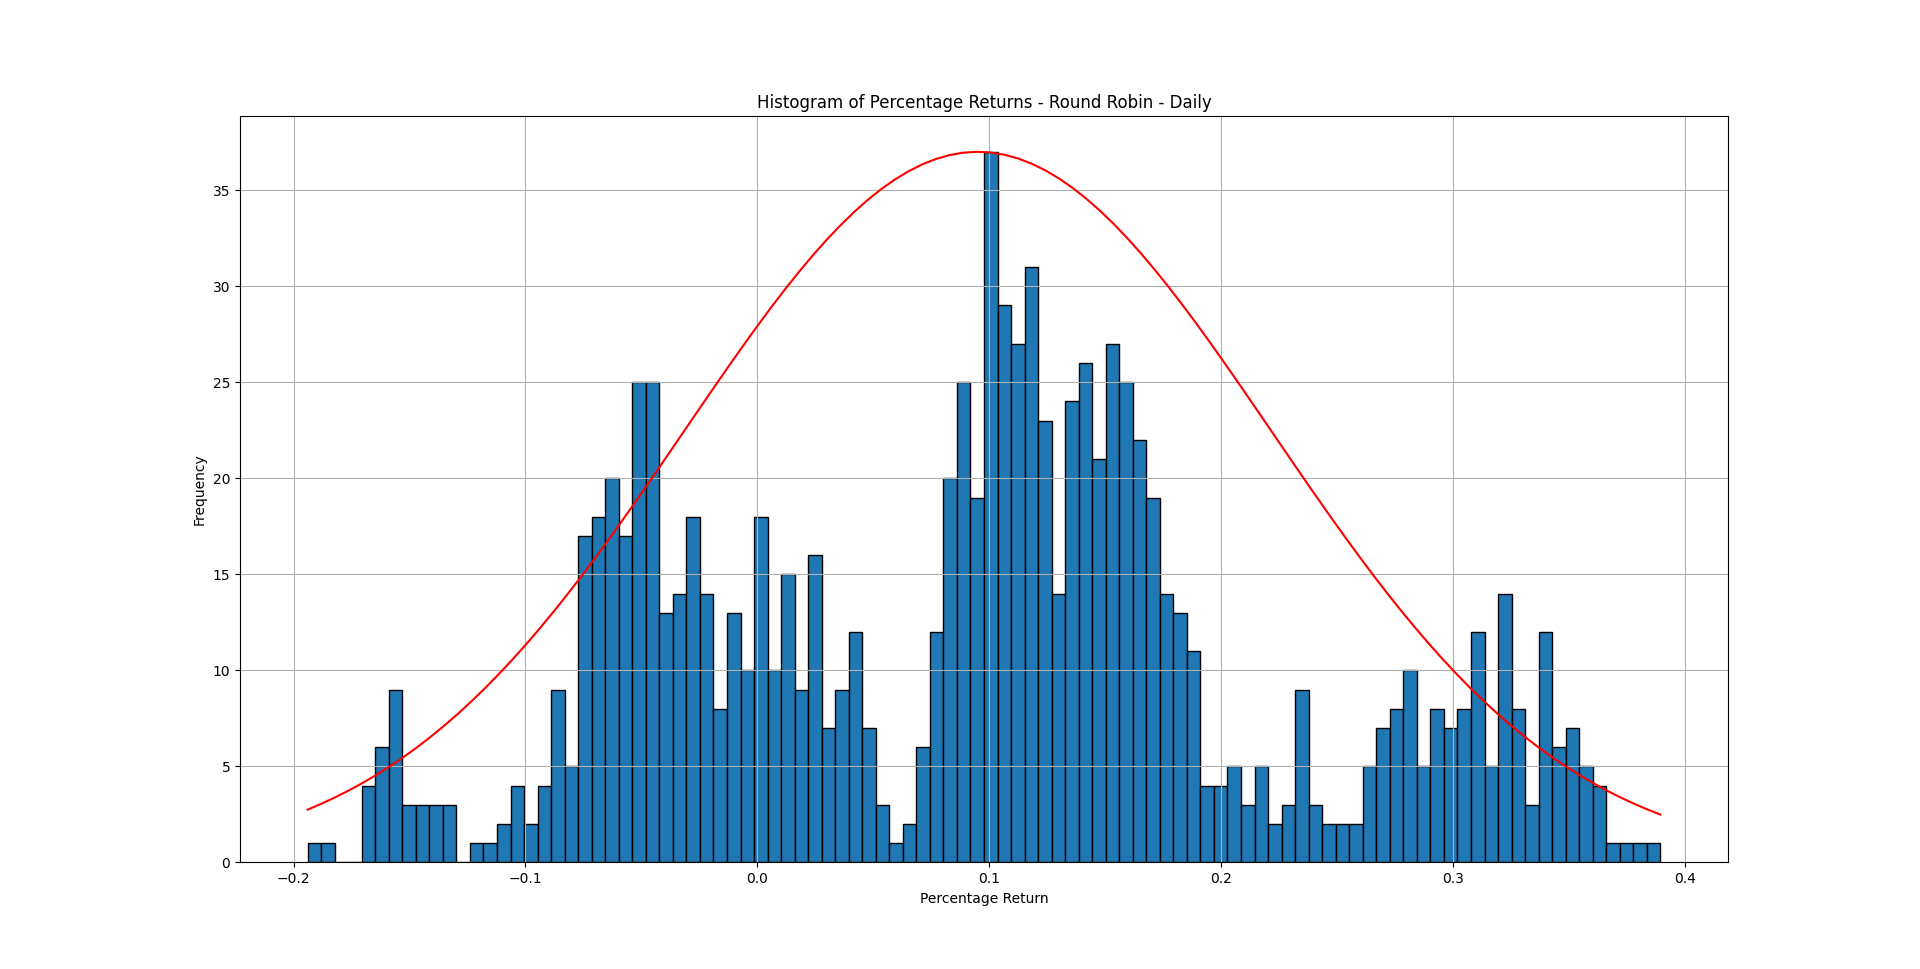 Histogram of Percentage Returns - Round Robin - Daily
35
30
25
20
15
10
5
0
Frequency
−0.2 −0.1 0.0 0.1 0.2 0.3 0.4
Percentage Return